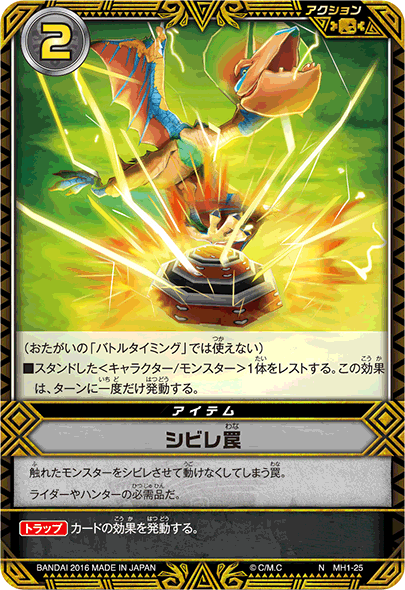 アクション
2
(おたがいの「バトルタイミング」では使えない)
■スタンドした<キャラクター/モンスター>1体をレストする。この効果
は、ターンに一度だけ発動する。
アイテム
シビレ罠
触れたモンスターをシビレさせて動けなくしてしまう罠。
ライダーやハンターの必需品だ。
トラップ カードの効果を発動する。
BANDAI 2016 MADE IN JAPAN © C/M.C N MH1-25